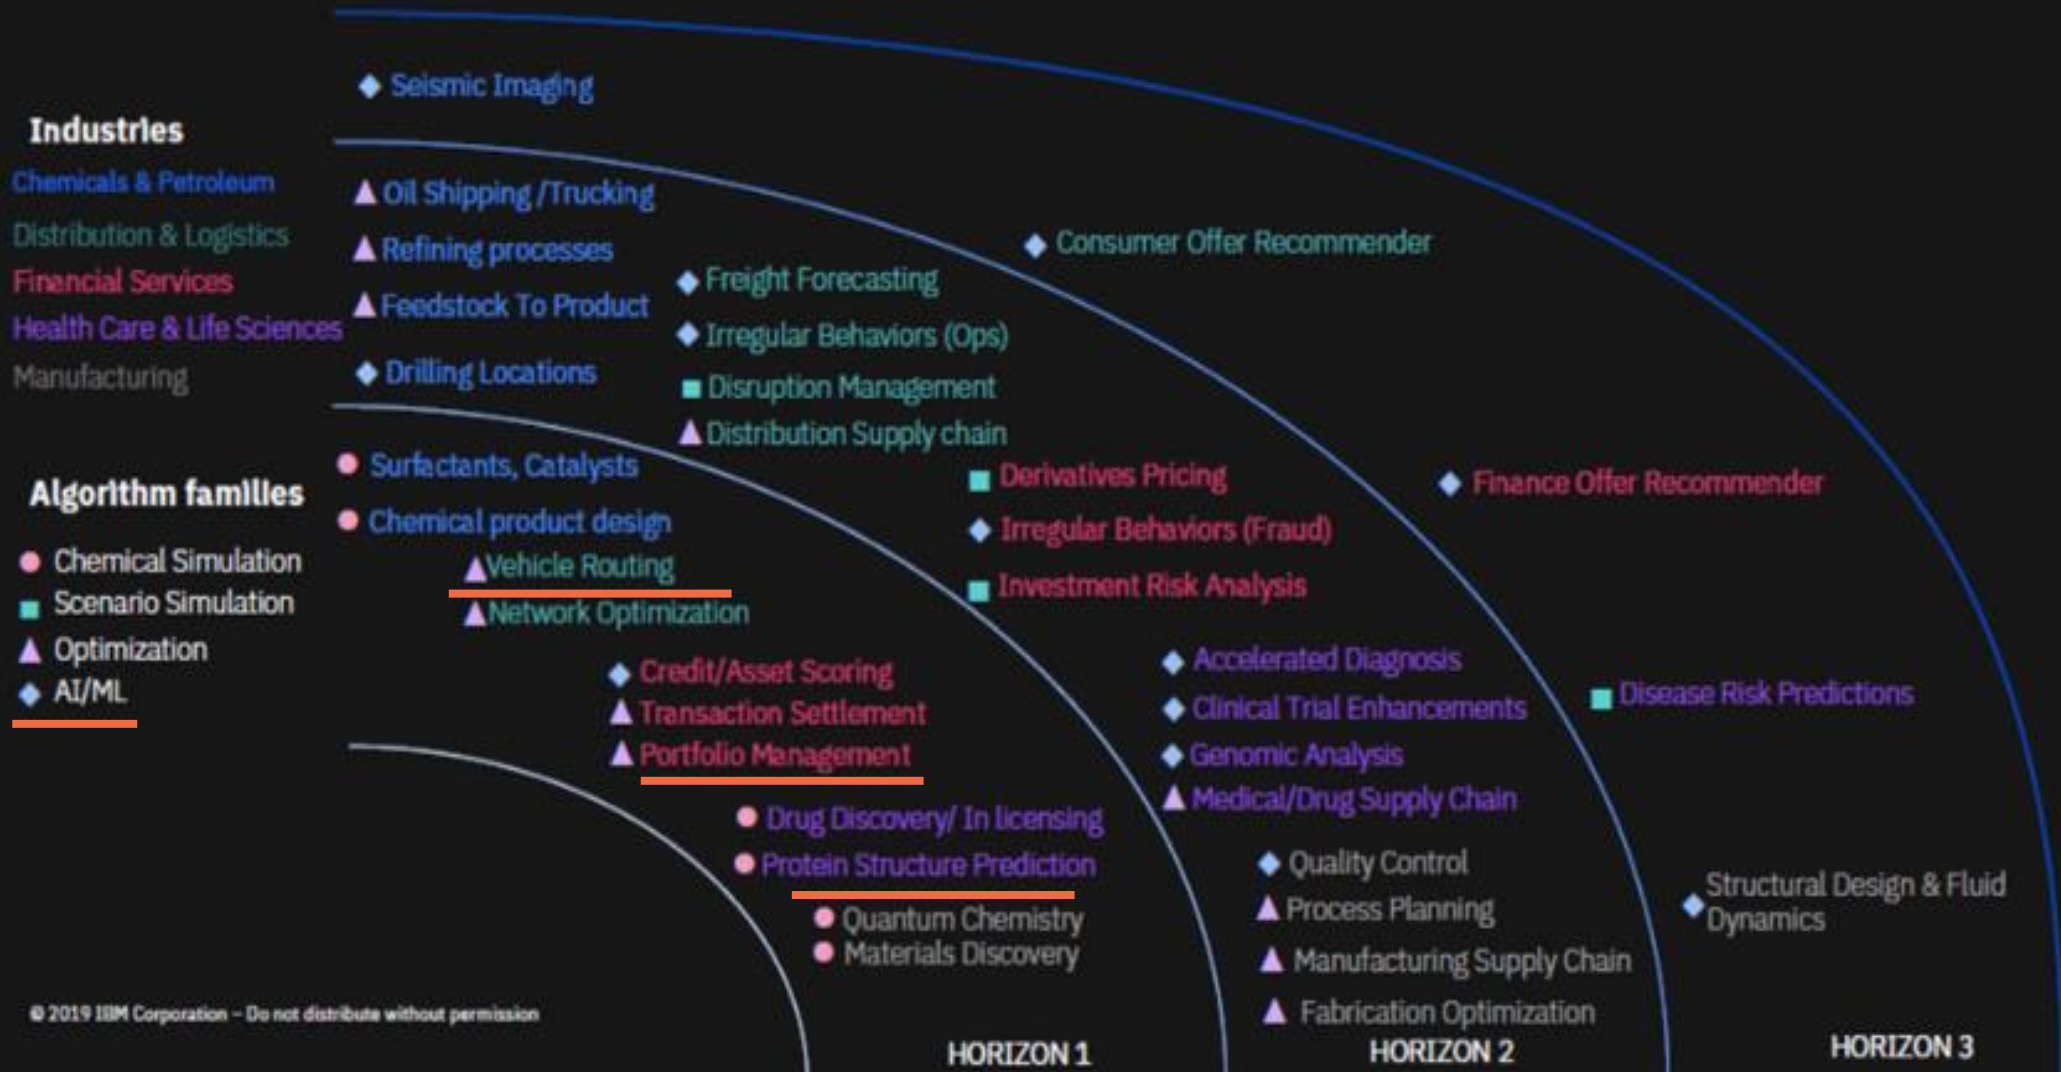 Industries
Chemicals & Petroleum
Distribution & Logistics
Financial Services
Health Care & Life Sciences
Manufacturing
Algorithm families
Chemical Simulation
Scenario Simulation
Optimization
AI/ML
Seismic Imaging
Oil Shipping /Trucking
Refining processes
Feedstock To Product
Drilling Locations
Freight Forecasting
Irregular Behaviors (Ops)
Disruption Management
Distribution Supply chain
Consumer Offer Recommender
Surfactants, Catalysts
Chemical product design
Vehicle Routing
Network Optimization
Derivatives Pricing
Irregular Behaviors (Fraud)
Investment Risk Analysis
Finance Offer Recommender
Credit/Asset Scoring
Transaction Settlement
Portfolio Management
Accelerated Diagnosis
Clinical Trial Enhancements
Genomic Analysis
Medical/Drug Supply Chain
Disease Risk Predictions
Drug Discovery/ In licensing
Protein Structure Prediction
Quantum Chemistry
Materials Discovery
Quality Control
Process Planning
Manufacturing Supply Chain
Fabrication Optimization
Structural Design & Fluid
Dynamics
© 2019 IBM Corporation – Do not distribute without permission
HORIZON 1
HORIZON 2
HORIZON 3